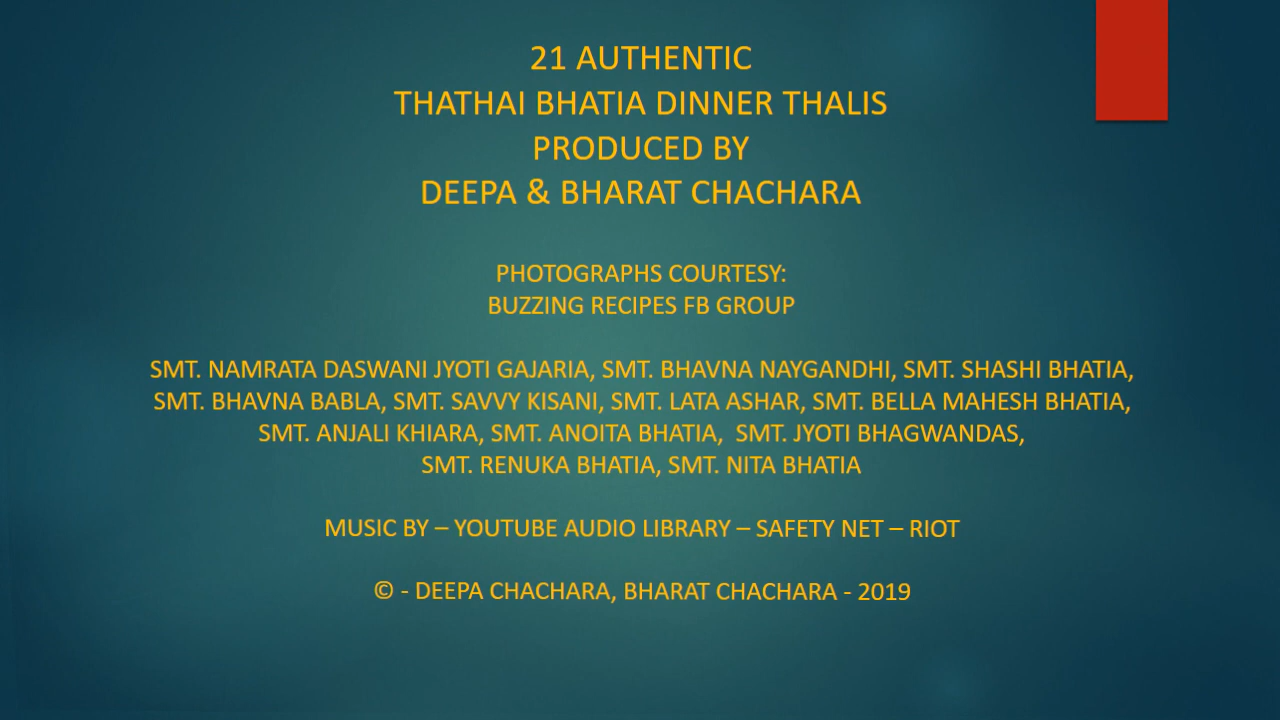 21 AUTHENTIC
THATHAI BHATIA DINNER THALIS
PRODUCED BY
DEEPA & BHARAT CHACHARA
PHOTOGRAPHS COURTESY:
BUZZING RECIPES FB GROUP
SMT. NAMRATA DASWANI JYOTI GAJARIA, SMT. BHAVNA NAYGANDHI, SMT. SHASHI BHATIA,
SMT. BHAVNA BABLA, SMT. SAVVY KISANI, SMT. LATA ASHAR, SMT. BELLA MAHESH BHATIA,
SMT. ANJALI KHIARA, SMT. ANOITA BHATIA,  SMT. JYOTI BHAGWANDAS,
SMT. RENUKA BHATIA, SMT. NITA BHATIA
MUSIC BY – YOUTUBE AUDIO LIBRARY – SAFETY NET – RIOT
© - DEEPA CHACHARA, BHARAT CHACHARA - 2019